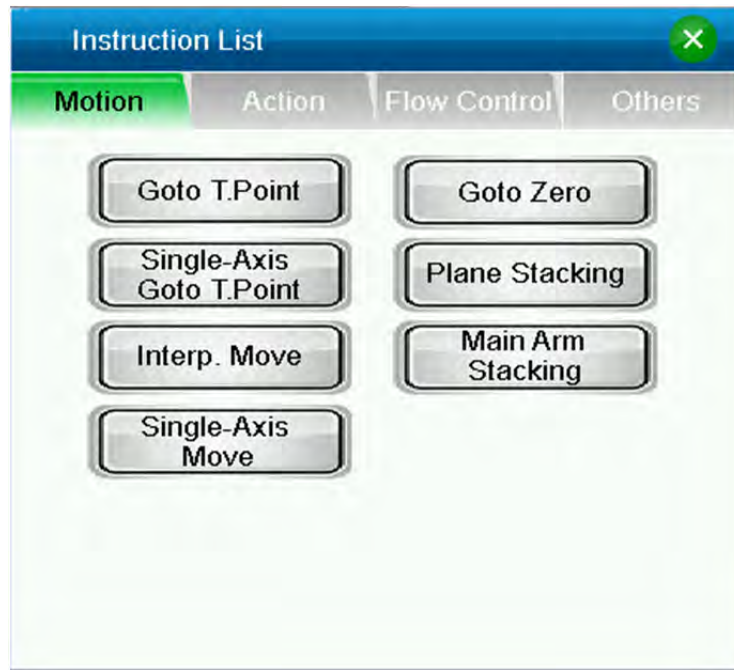 Instruction List
Motion
Action
Flow Control
Others
Goto T.Point
Goto Zero
Single-Axis
Goto T.Point
Plane Stacking
Interp. Move
Main Arm
Stacking
Single-Axis
Move